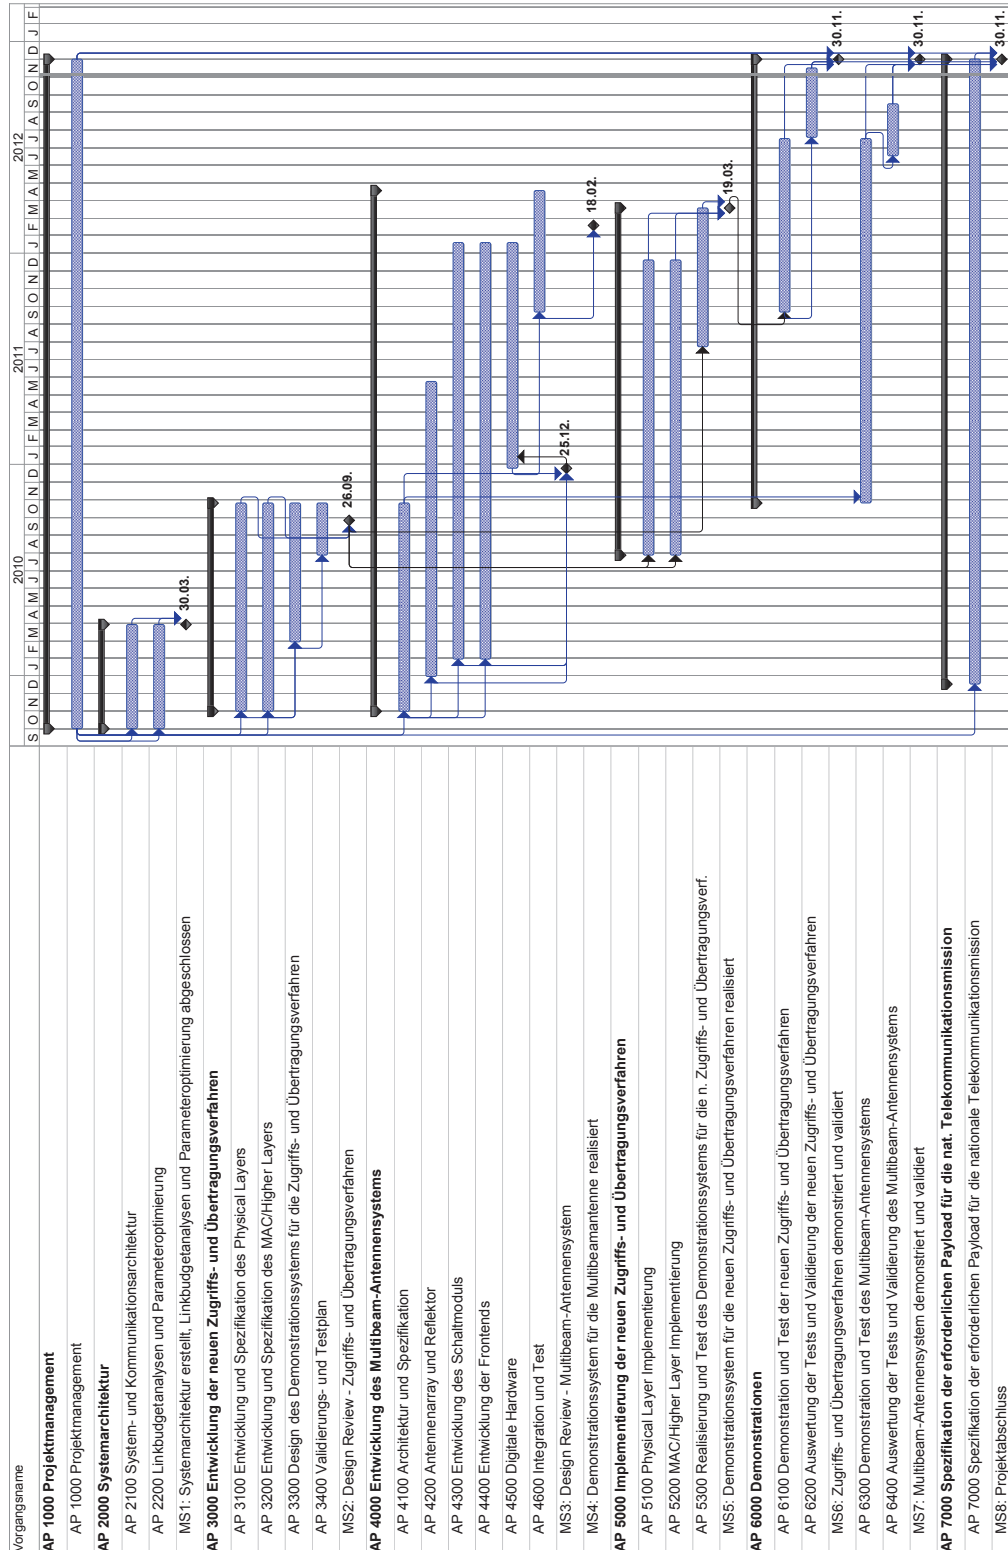 Vorgangsname
2010 2011 2012
S O N D J F M A M J J A S O N D J F M A M J J A S O N D J F M A M J J A S O N D J F
AP 1000 Projektmanagement
AP 1000 Projektmanagement
AP 2000 Systemarchitektur
AP 2100 System- und Kommunikationsarchitektur
AP 2200 Linkbudgetanalysen und Parameteroptimierung
MS1: Systemarchitektur erstellt, Linkbudgetanalysen und Parameteroptimierung abgeschlossen 30.03.
AP 3000 Entwicklung der neuen Zugriffs- und Übertragungsverfahren
AP 3100 Entwicklung und Spezifikation des Physical Layers
AP 3200 Entwicklung und Spezifikation des MAC/Higher Layers
AP 3300 Design des Demonstrationssystems für die Zugriffs- und Übertragungsverfahren
AP 3400 Validierungs- und Testplan
MS2: Design Review - Zugriffs- und Übertragungsverfahren 26.09.
AP 4000 Entwicklung des Multibeam-Antennensystems
AP 4100 Architektur und Spezifikation
AP 4200 Antennenarray und Reflektor
AP 4300 Entwicklung des Schaltmoduls
AP 4400 Entwicklung der Frontends
AP 4500 Digitale Hardware
AP 4600 Integration und Test
MS3: Design Review - Multibeam-Antennensystem 25.12.
MS4: Demonstrationssystem für die Multibeamantenne realisiert 18.02.
AP 5000 Implementierung der neuen Zugriffs- und Übertragungsverfahren
AP 5100 Physical Layer Implementierung
AP 5200 MAC/Higher Layer Implementierung
AP 5300 Realisierung und Test des Demonstrationssystems für die n. Zugriffs- und Übertragungsverf.
MS5: Demonstrationssystem für die neuen Zugriffs- und Übertragungsverfahren realisiert 19.03.
AP 6000 Demonstrationen
AP 6100 Demonstration und Test der neuen Zugriffs- und Übertragungsverfahren
AP 6200 Auswertung der Tests und Validierung der neuen Zugriffs- und Übertragungsverfahren
MS6: Zugriffs- und Übertragungsverfahren demonstriert und validiert 30.11.
AP 6300 Demonstration und Test des Multibeam-Antennensystems
AP 6400 Auswertung der Tests und Validierung des Multibeam-Antennensystems
MS7: Multibeam-Antennensystem demonstriert und validiert 30.11.
AP 7000 Spezifikation der erforderlichen Payload für die nat. Telekommunikationsmission
AP 7000 Spezifikation der erforderlichen Payload für die nationale Telekommunikationsmission
MS8: Projektabschluss 30.11.